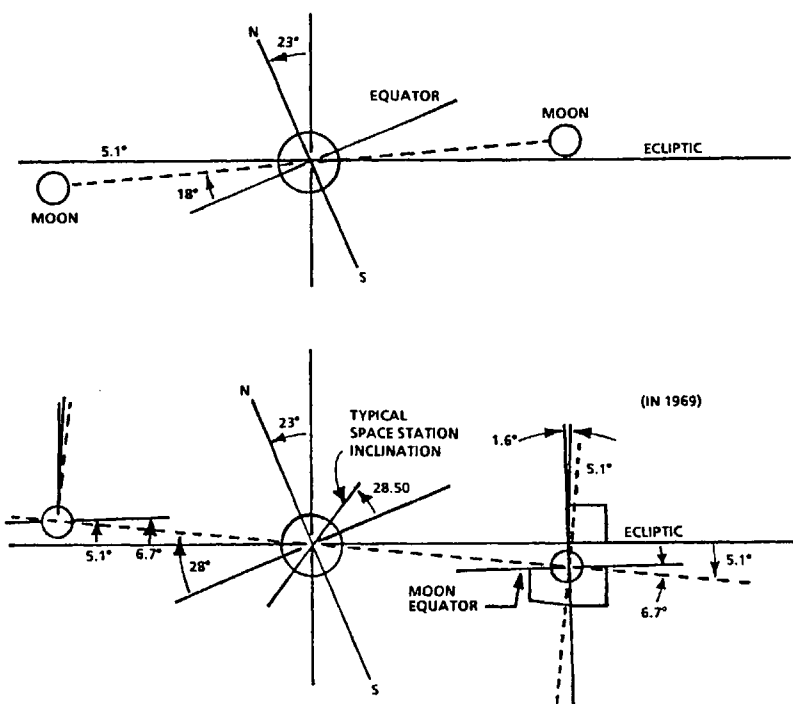 N
23°
EQUATOR
MOON
5.1°
ECLIPTIC
18°
MOON
S
N
23°
TYPICAL
SPACE STATION
INCLINATION
28.50
(IN 1969)
1.6°
5.1°
ECLIPTIC
5.1°
6.7°
28°
5.1°
MOON
EQUATOR
6.7°
S